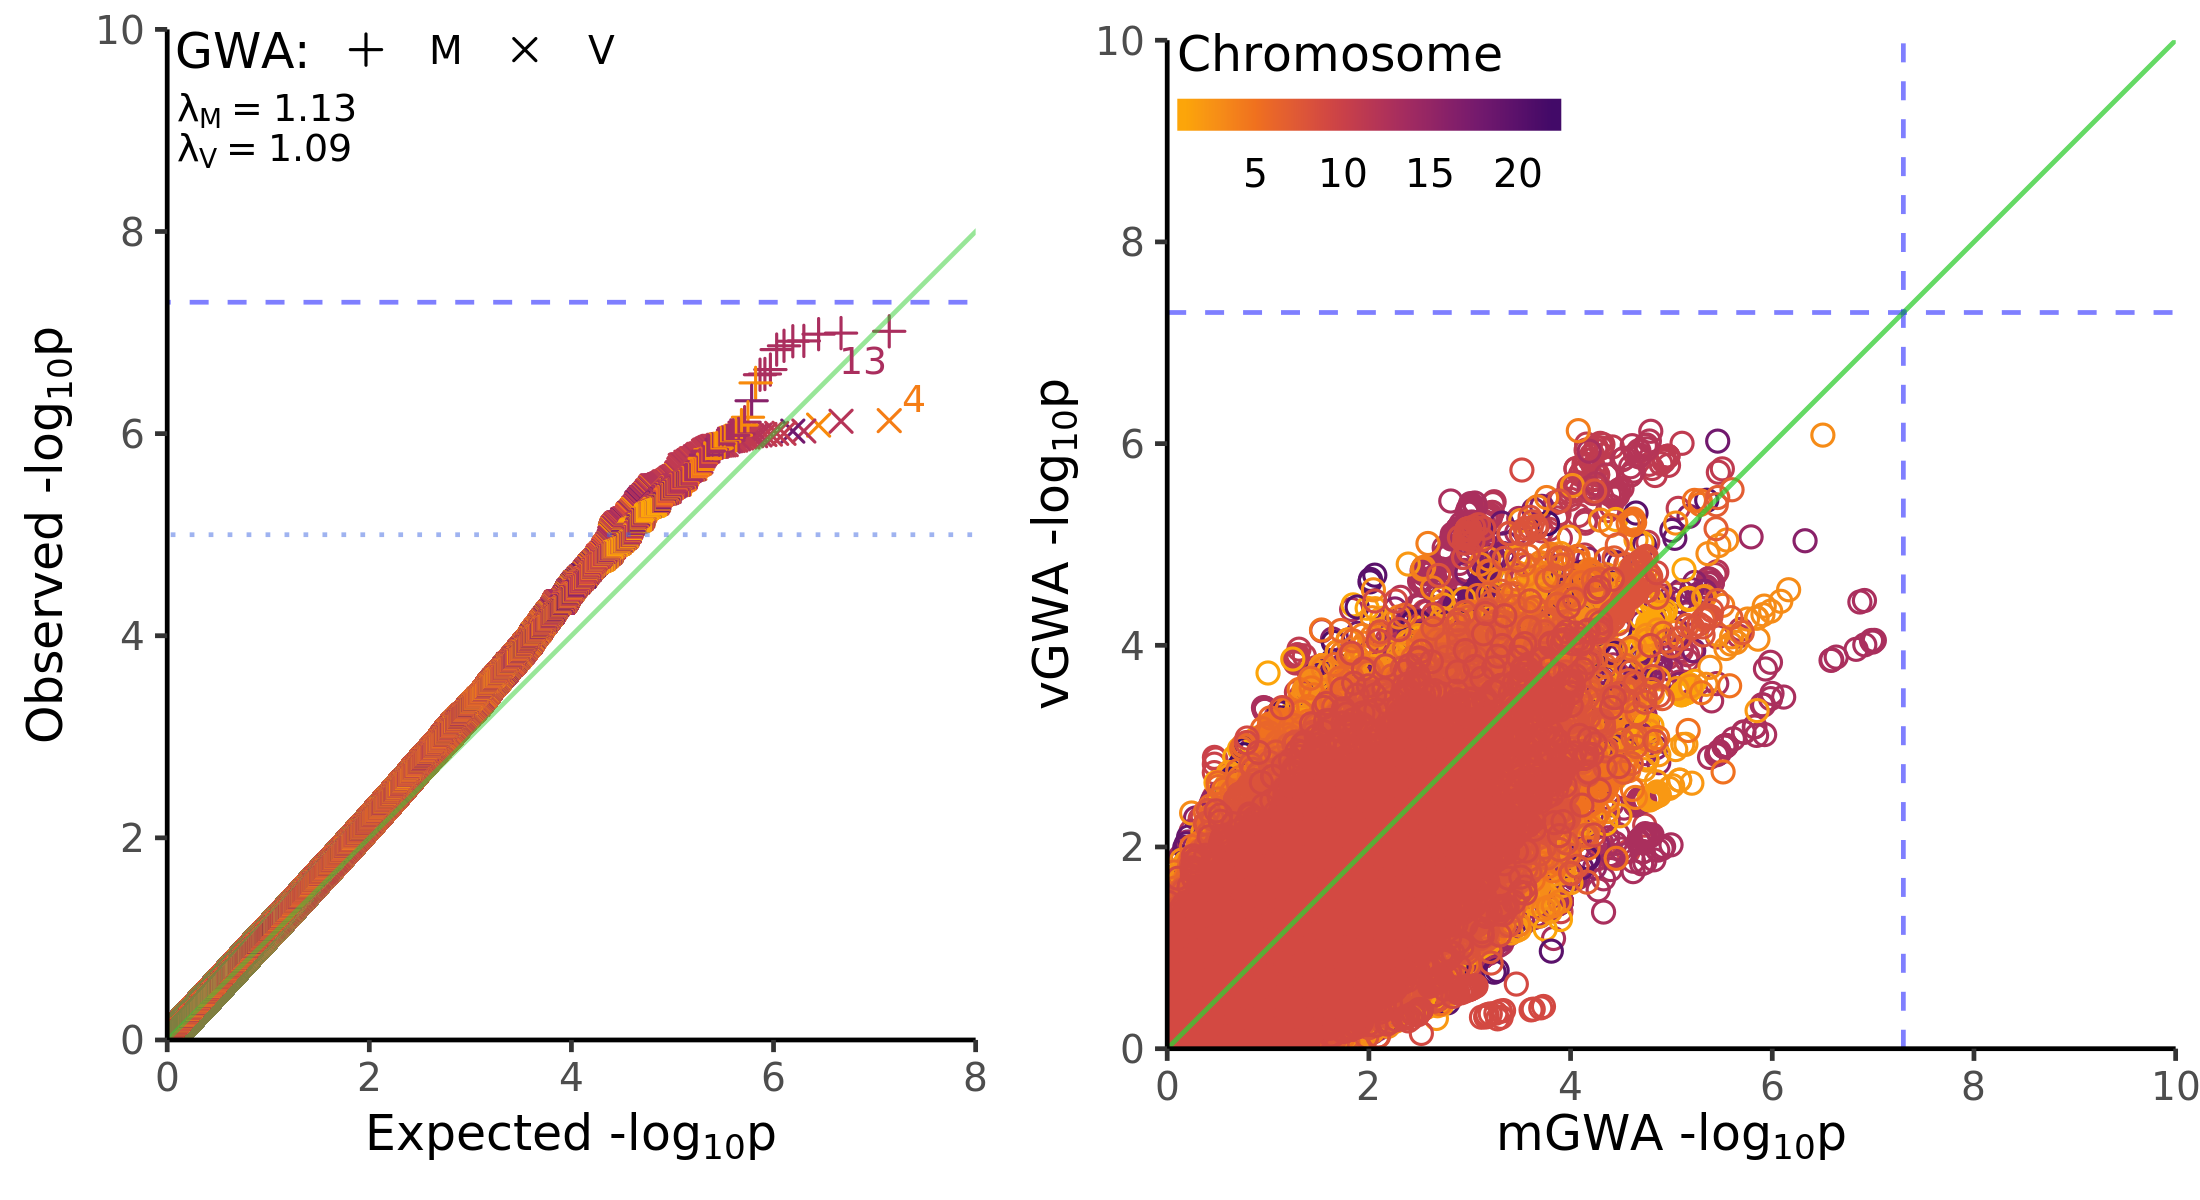 GWA: + M × V
λM = 1.13
λV = 1.09
10
8
6
4
2
0
Observed -log10p
13
4
0 2 4 6 8
Expected -log10p
Chromosome
5 10 15 20
10
8
6
4
2
0
vGWA -log10p
0 2 4 6 8 10
mGWA -log10p